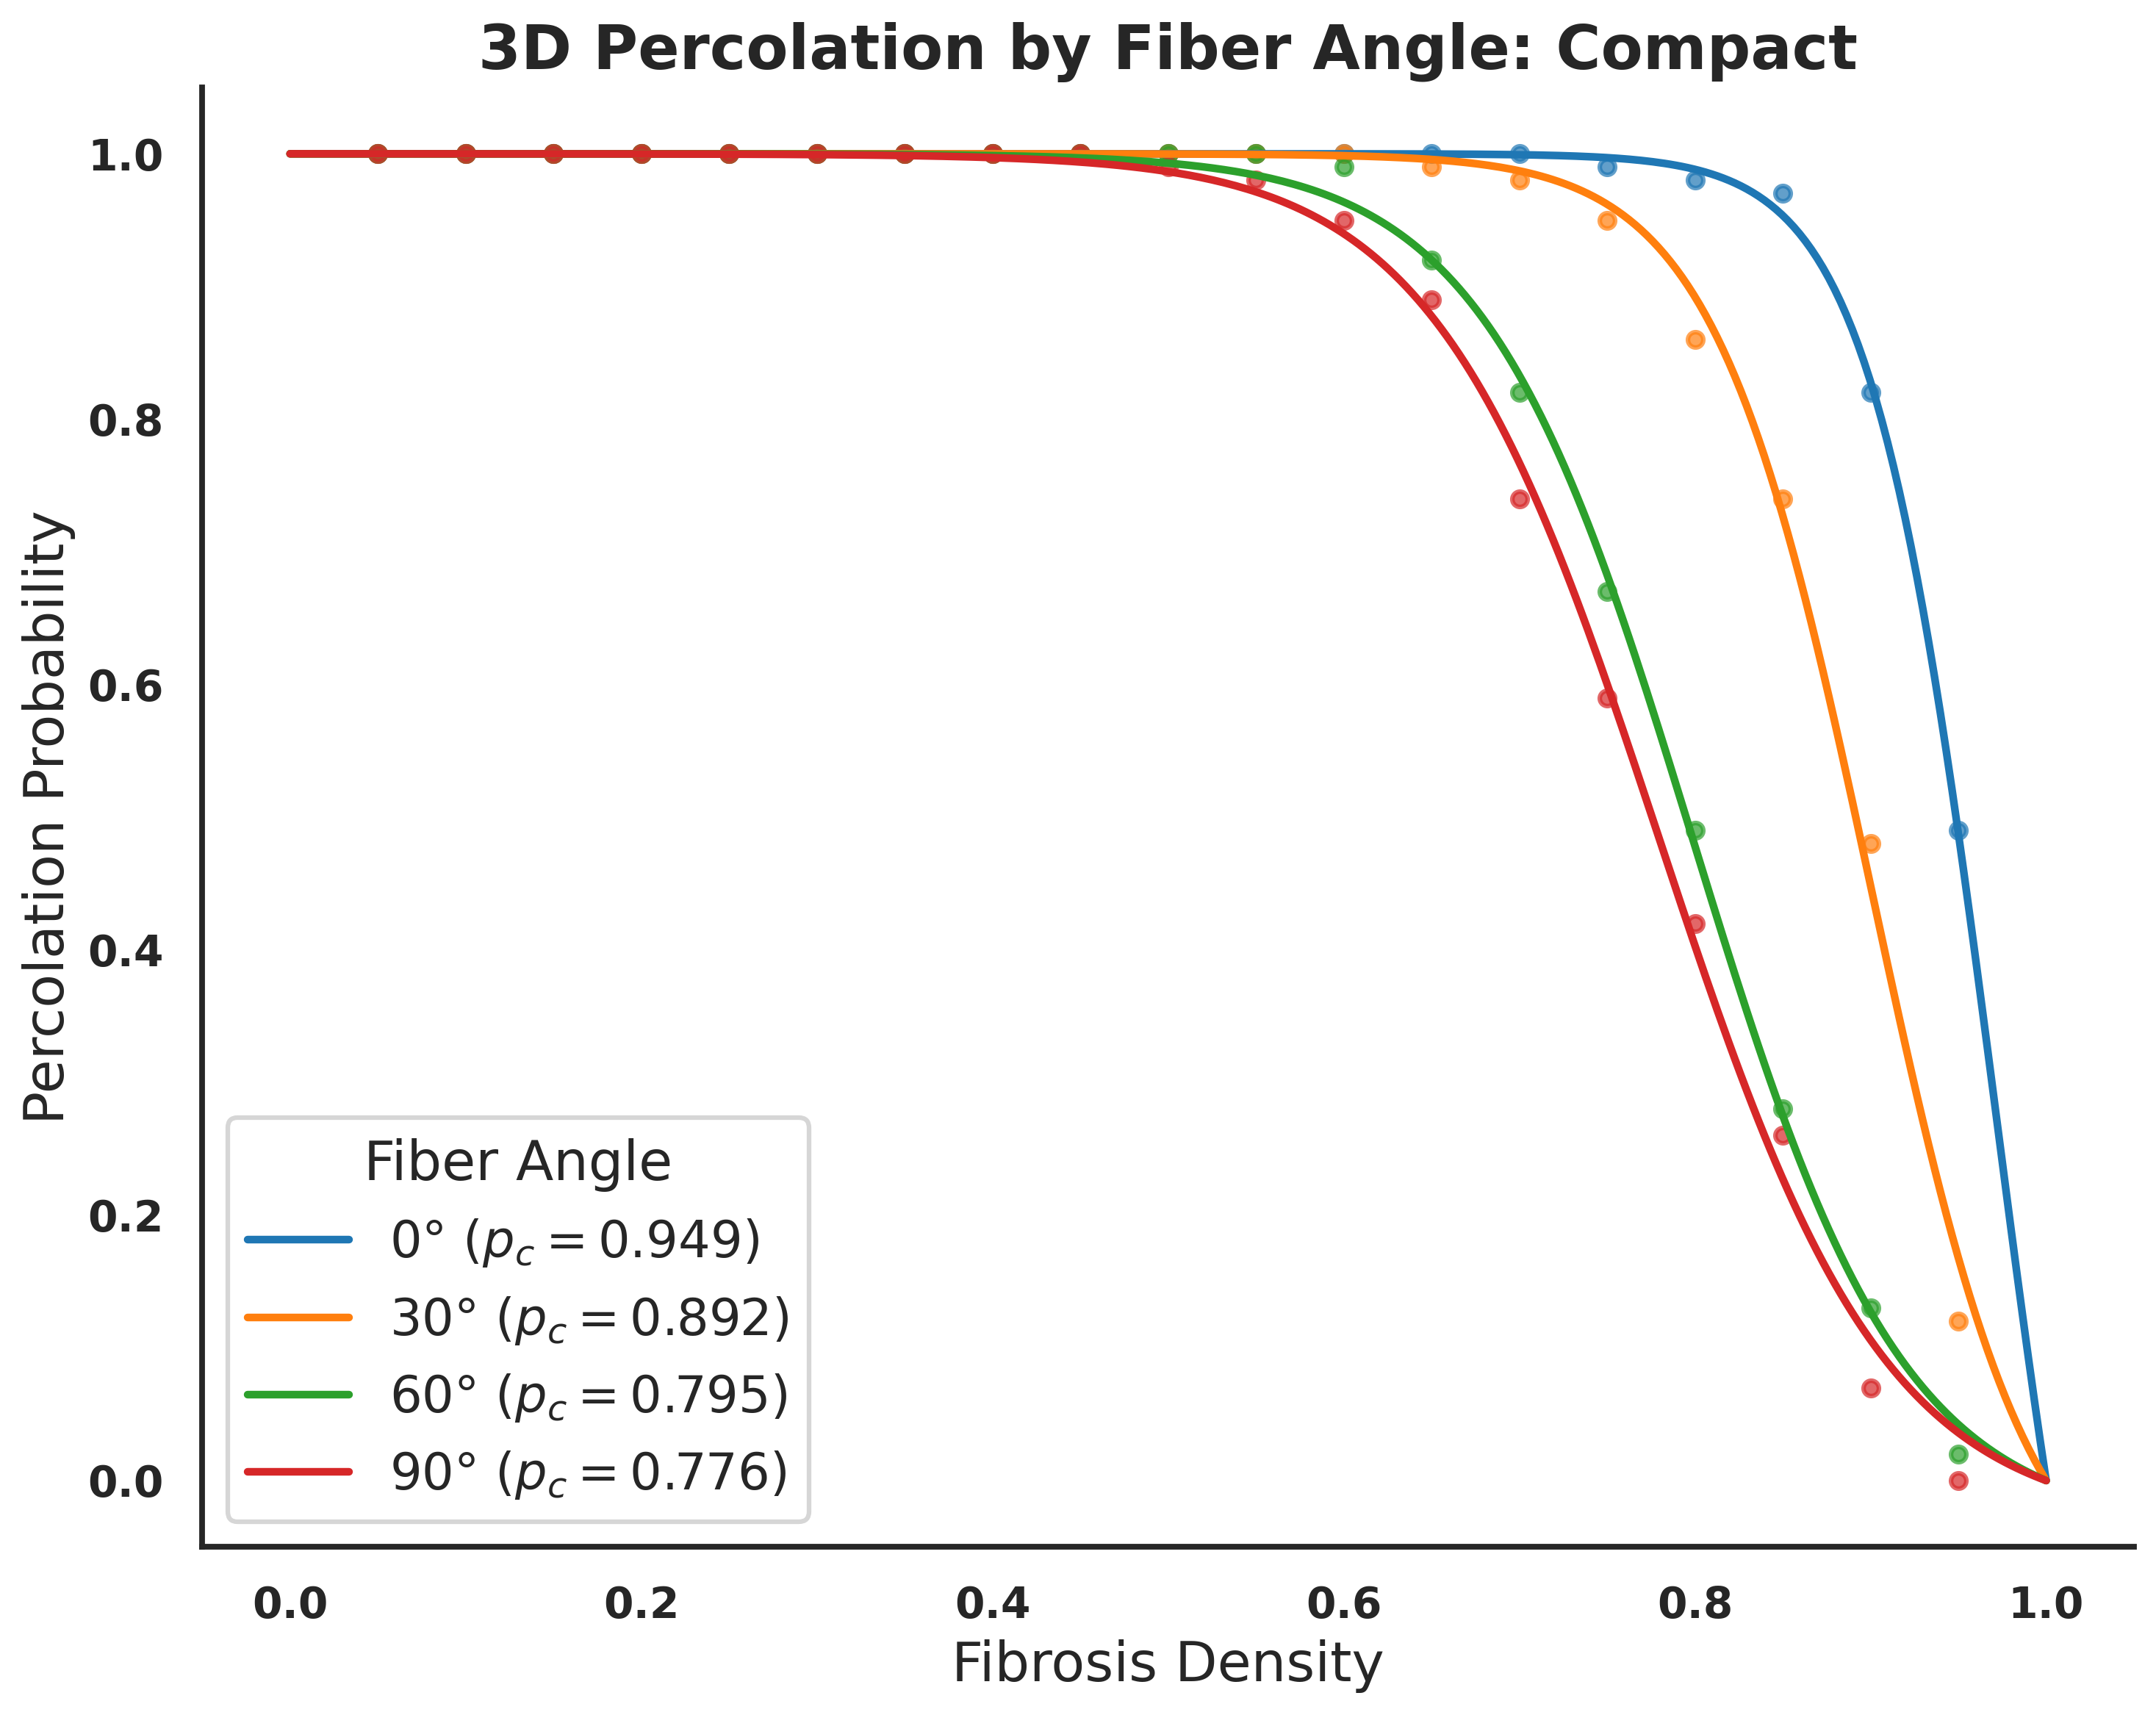 3D Percolation by Fiber Angle: Compact
Percolation Probability
1.0
0.8
0.6
0.4
0.2
0.0
Fiber Angle
0° (p_c = 0.949)
30° (p_c = 0.892)
60° (p_c = 0.795)
90° (p_c = 0.776)
0.0 0.2 0.4 0.6 0.8 1.0
Fibrosis Density